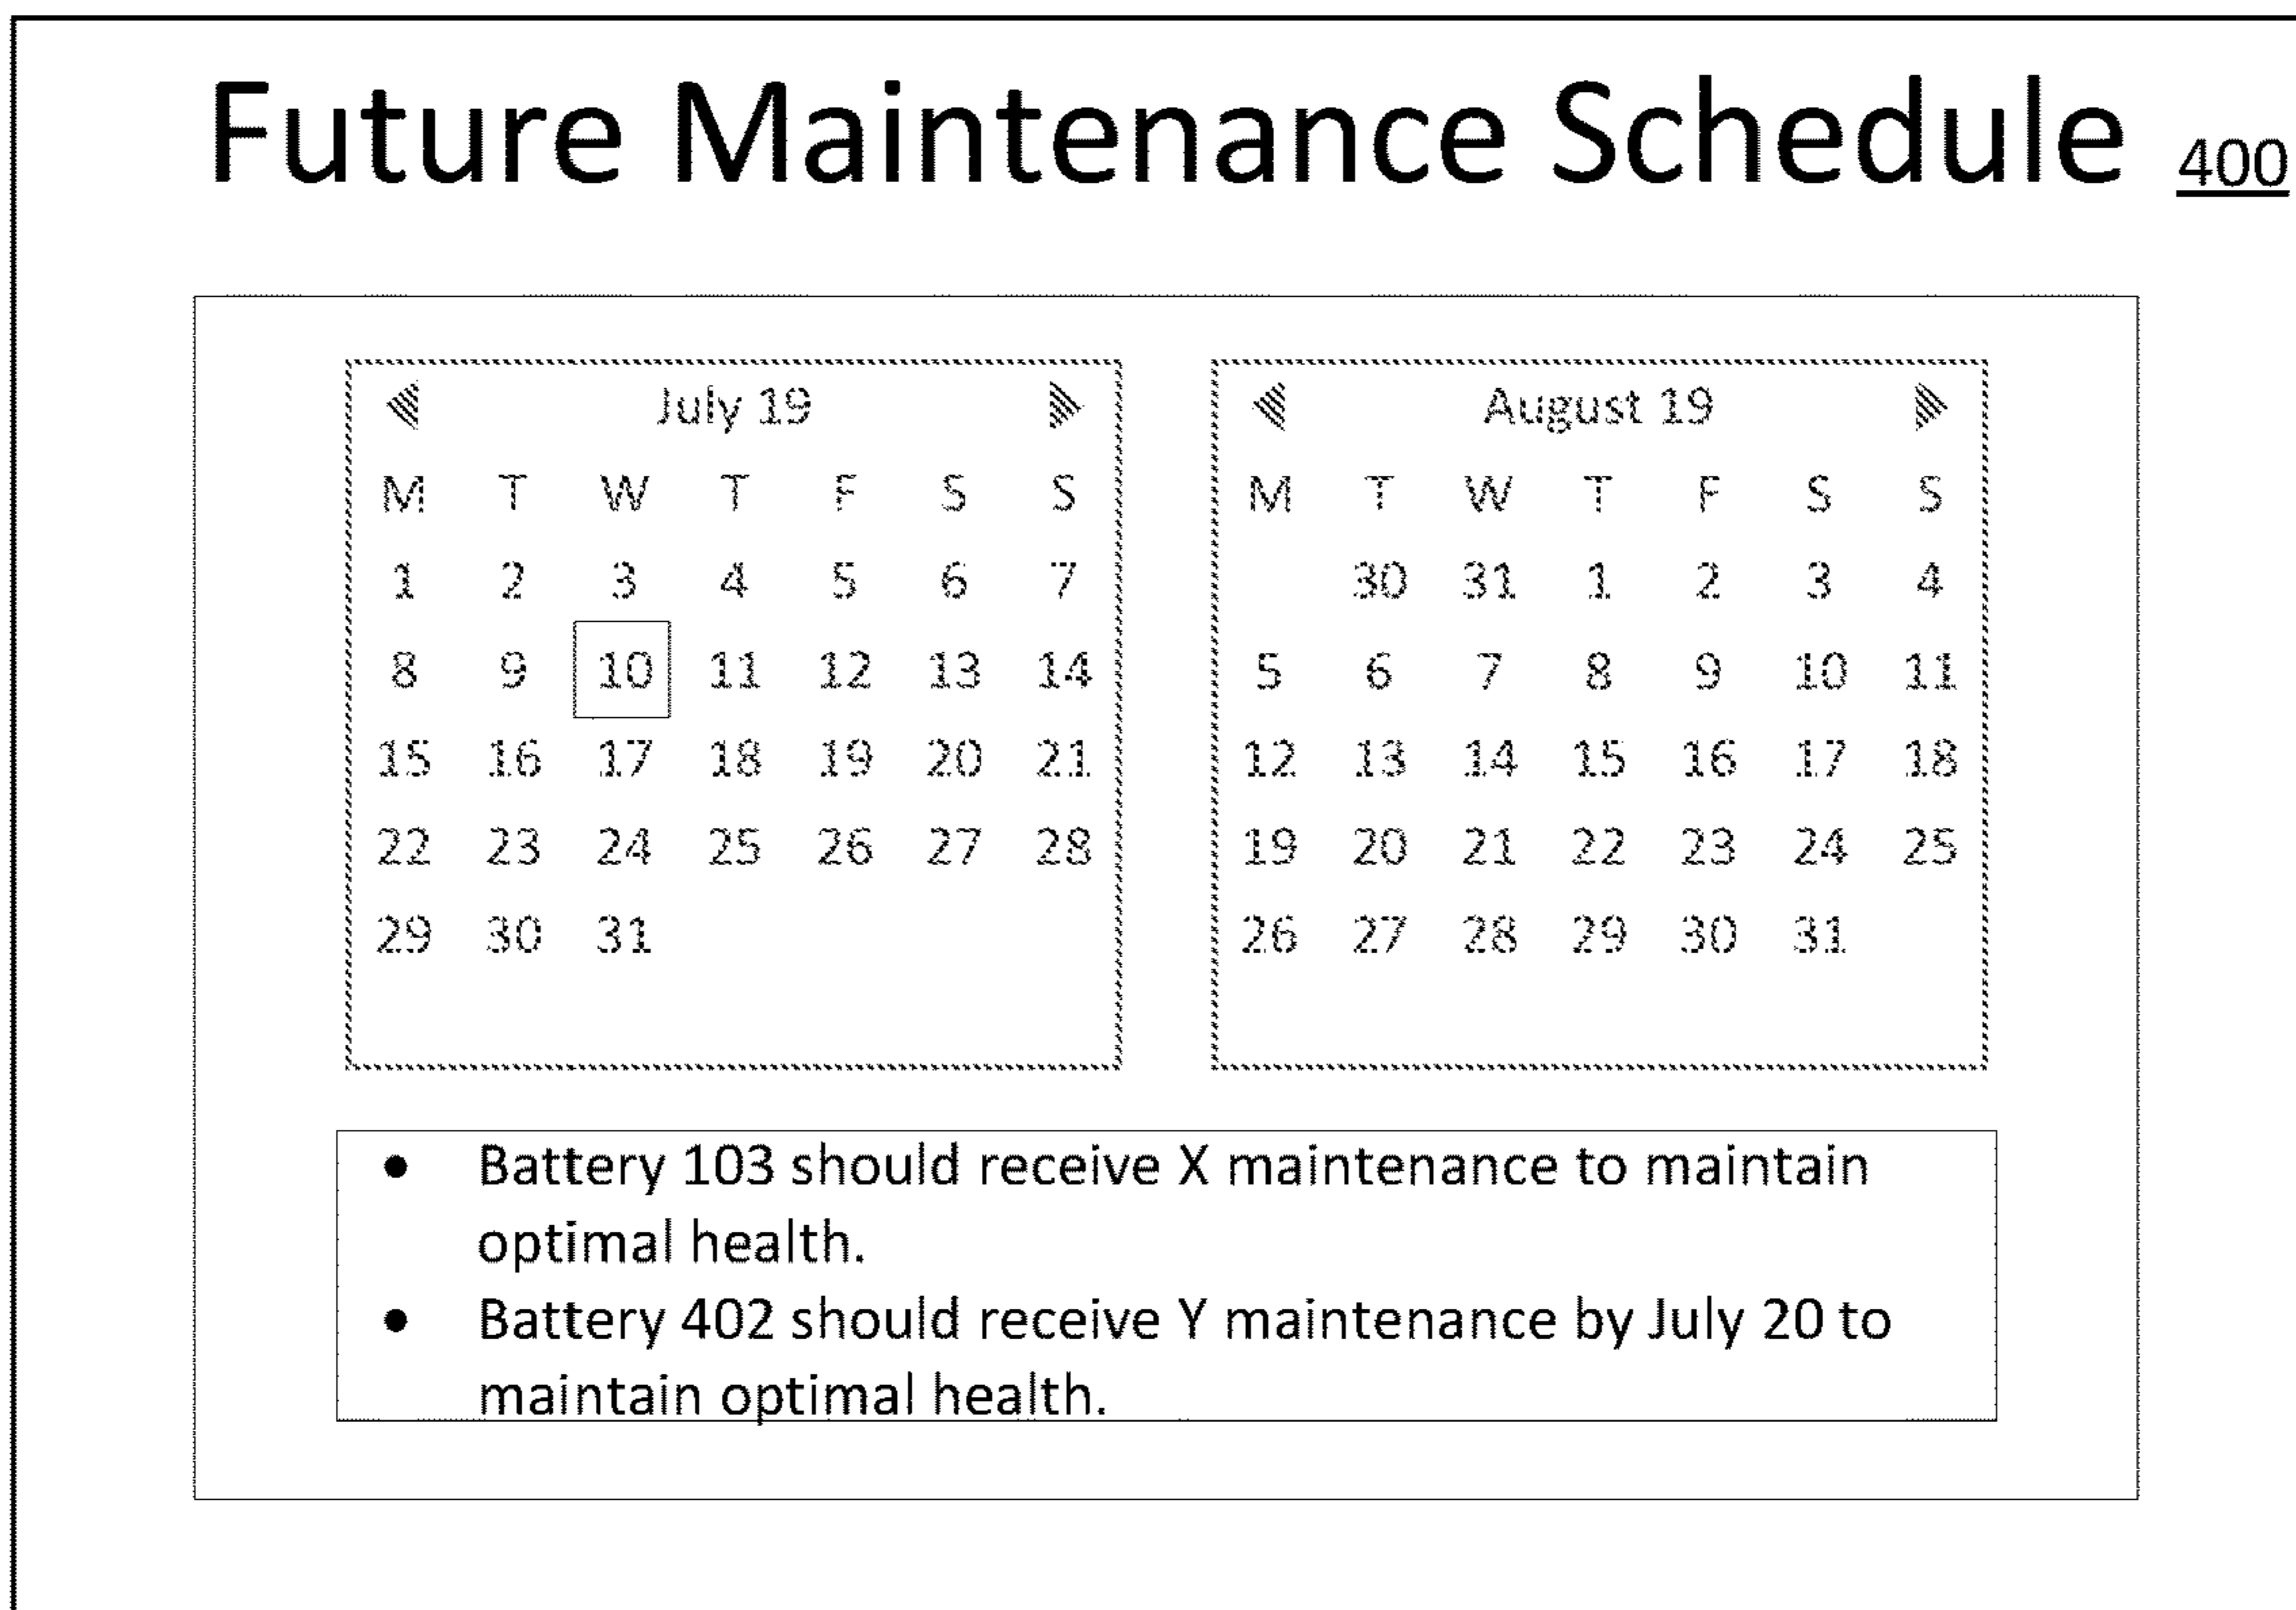 Future Maintenance Schedule 400
July 19
M T W T F S S
1 2 3 4 5 6 7
8 9 10 11 12 13 14
15 16 17 18 19 20 21
22 23 24 25 26 27 28
29 30 31
August 19
M T W T F S S
30 31 1 2 3 4
5 6 7 8 9 10 11
12 13 14 15 16 17 18
19 20 21 22 23 24 25
26 27 28 29 30 31
• Battery 103 should receive X maintenance to maintain
optimal health.
• Battery 402 should receive Y maintenance by July 20 to
maintain optimal health.